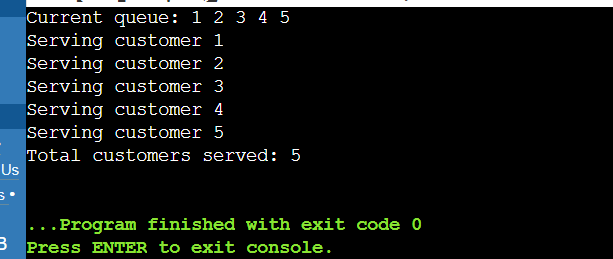 Current queue: 1 2 3 4 5
Serving customer 1
Serving customer 2
Serving customer 3
Serving customer 4
Serving customer 5
Total customers served: 5
Us
s •
...Program finished with exit code 0
Press ENTER to exit console.